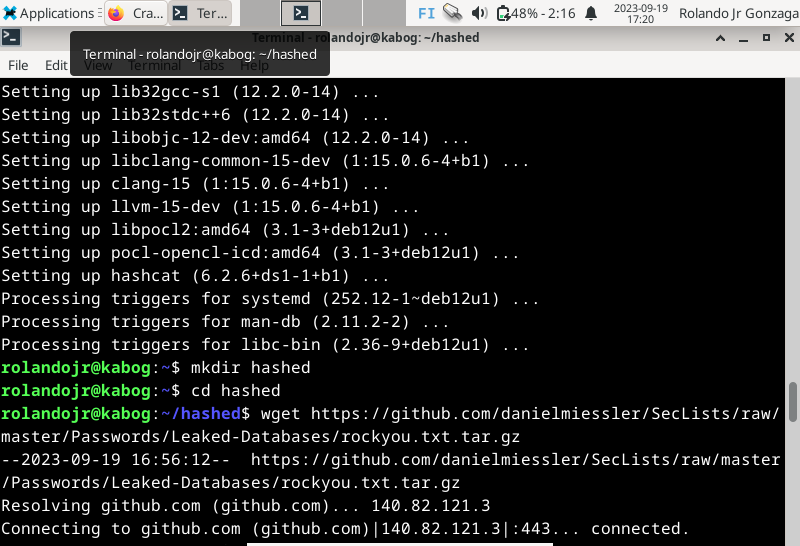 Applications
Cra...
Ter...
FI
48% - 2:16
2023-09-19
17:20
Rolando Jr Gonzaga
Terminal - rolandojr@kabog: ~/hashed
Terminal - rolandojr@kabog: ~/hashed
File Edit View Terminal Tabs Help
Setting up lib32gcc-s1 (12.2.0-14) ...
Setting up lib32stdc++6 (12.2.0-14) ...
Setting up libobjc-12-dev:amd64 (12.2.0-14) ...
Setting up libclang-common-15-dev (1:15.0.6-4+b1) ...
Setting up clang-15 (1:15.0.6-4+b1) ...
Setting up llvm-15-dev (1:15.0.6-4+b1) ...
Setting up libpocl2:amd64 (3.1-3+deb12u1) ...
Setting up pocl-opencl-icd:amd64 (3.1-3+deb12u1) ...
Setting up hashcat (6.2.6+ds1-1+b1) ...
Processing triggers for systemd (252.12-1~deb12u1) ...
Processing triggers for man-db (2.11.2-2) ...
Processing triggers for libc-bin (2.36-9+deb12u1) ...
rolandojr@kabog:~$ mkdir hashed
rolandojr@kabog:~$ cd hashed
rolandojr@kabog:~/hashed$ wget https://github.com/danielmiessler/SecLists/raw/
master/Passwords/Leaked-Databases/rockyou.txt.tar.gz
--2023-09-19 16:56:12--  https://github.com/danielmiessler/SecLists/raw/master
/Passwords/Leaked-Databases/rockyou.txt.tar.gz
Resolving github.com (github.com)... 140.82.121.3
Connecting to github.com (github.com)|140.82.121.3|:443... connected.